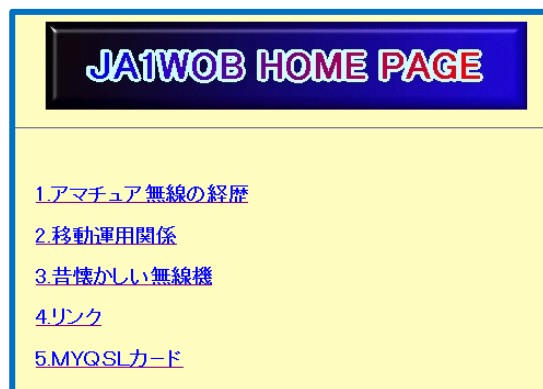 JA1WOB HOME PAGE
1.アマチュア無線の経歴
2.移動運用関係
3.昔懐かしい無線機
4.リンク
5.MYQSLカード